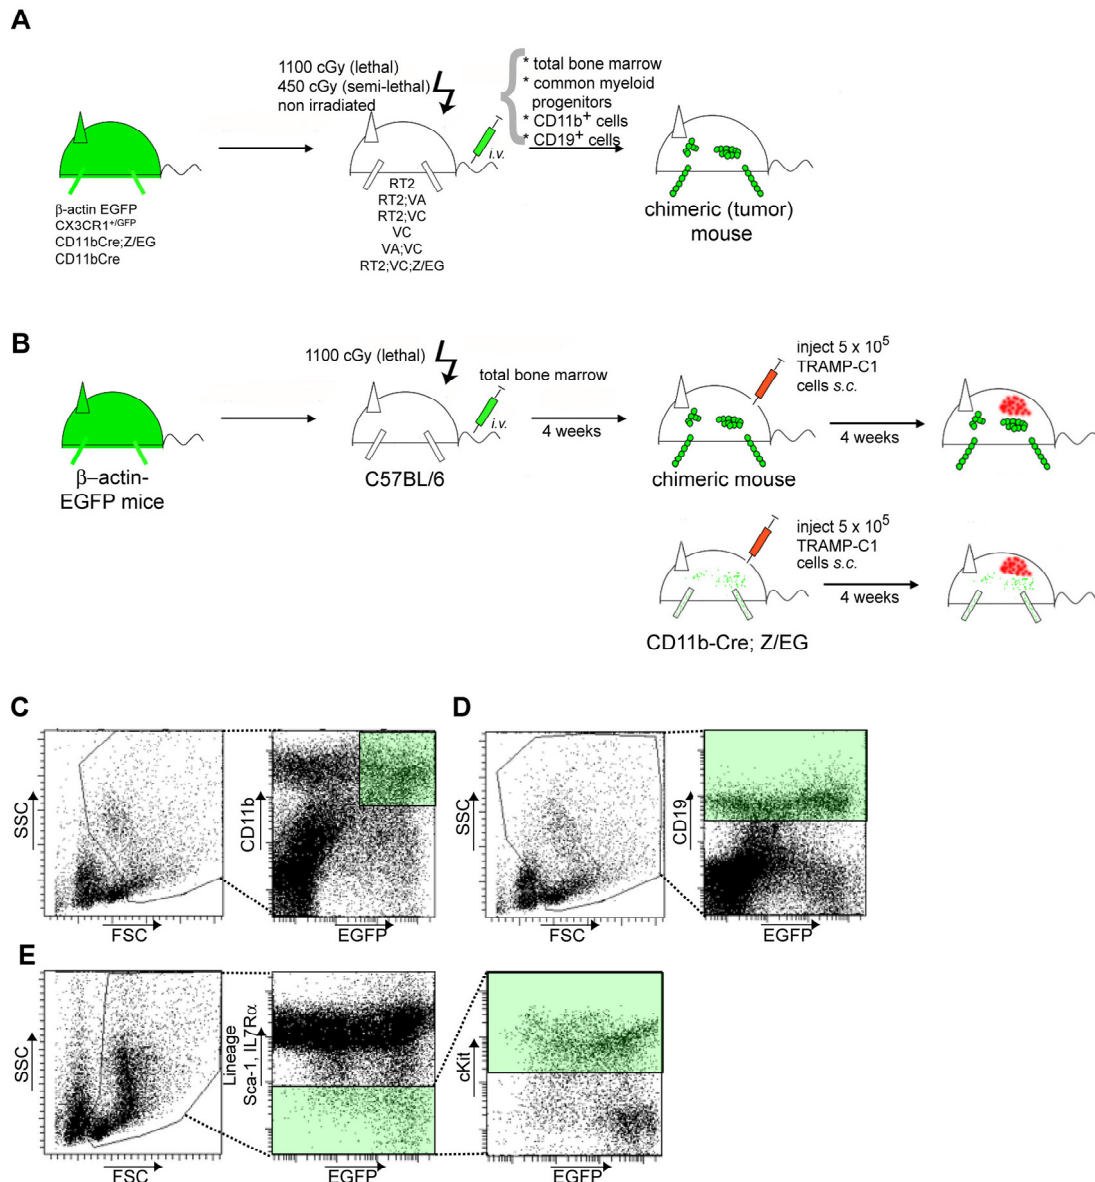 A
1100 cGy (lethal)
450 cGy (semi-lethal)
non irradiated
* total bone marrow
* common myeloid
progenitors
* CD11b+ cells
* CD19+ cells
i.v.
β-actin EGFP
CX3CR1+/GFP
CD11bCre;Z/EG
CD11bCre
RT2
RT2;VA
RT2;VC
VC
VA;VC
RT2;VC;Z/EG
chimeric (tumor)
mouse
B
1100 cGy (lethal)
total bone marrow
i.v.
4 weeks
inject 5 x 10^5
TRAMP-C1
cells s.c.
4 weeks
β–actin-
EGFP mice
C57BL/6
chimeric mouse
inject 5 x 10^5
TRAMP-C1
cells s.c.
4 weeks
CD11b-Cre; Z/EG
C
SSC
FSC
CD11b
EGFP
D
SSC
FSC
CD19
EGFP
E
SSC
FSC
Lineage
Sca-1, IL7Rα
EGFP
cKit
EGFP